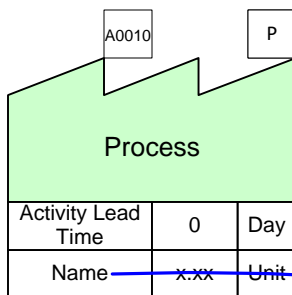 A0010 P
Process
Activity Lead
Time 0 Day
Name x.xx Unit